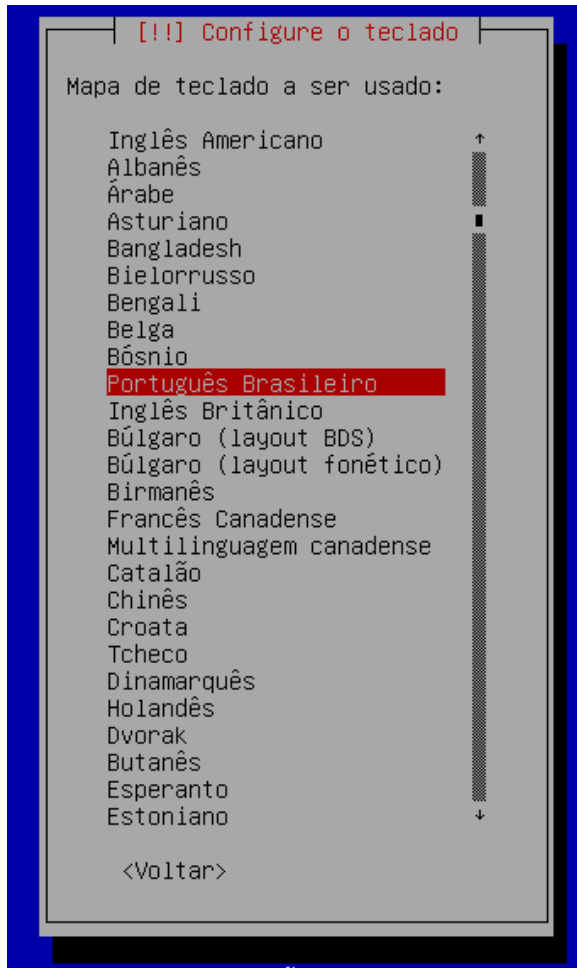 [!!] Configure o teclado
Mapa de teclado a ser usado:
Inglês Americano
Albanês
Árabe
Asturiano
Bangladesh
Bielorrusso
Bengali
Belga
Bósnio
Português Brasileiro
Inglês Britânico
Búlgaro (layout BDS)
Búlgaro (layout fonético)
Birmanês
Francês Canadense
Multilinguagem canadense
Catalão
Chinês
Croata
Tcheco
Dinamarquês
Holandês
Dvorak
Butanês
Esperanto
Estoniano
<Voltar>